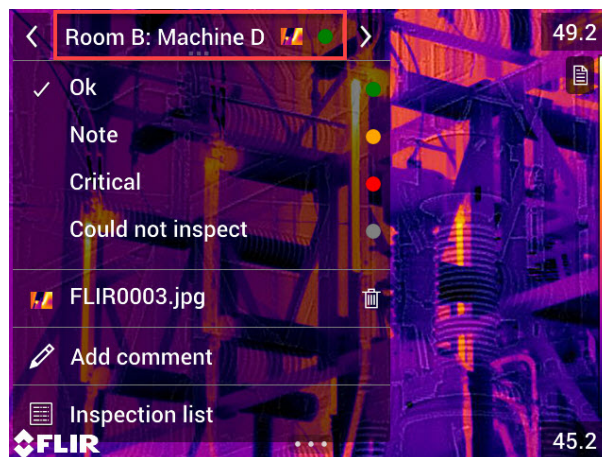 Room B: Machine D
49.2
Ok
Note
Critical
Could not inspect
FLIR0003.jpg
Add comment
Inspection list
FLIR
45.2